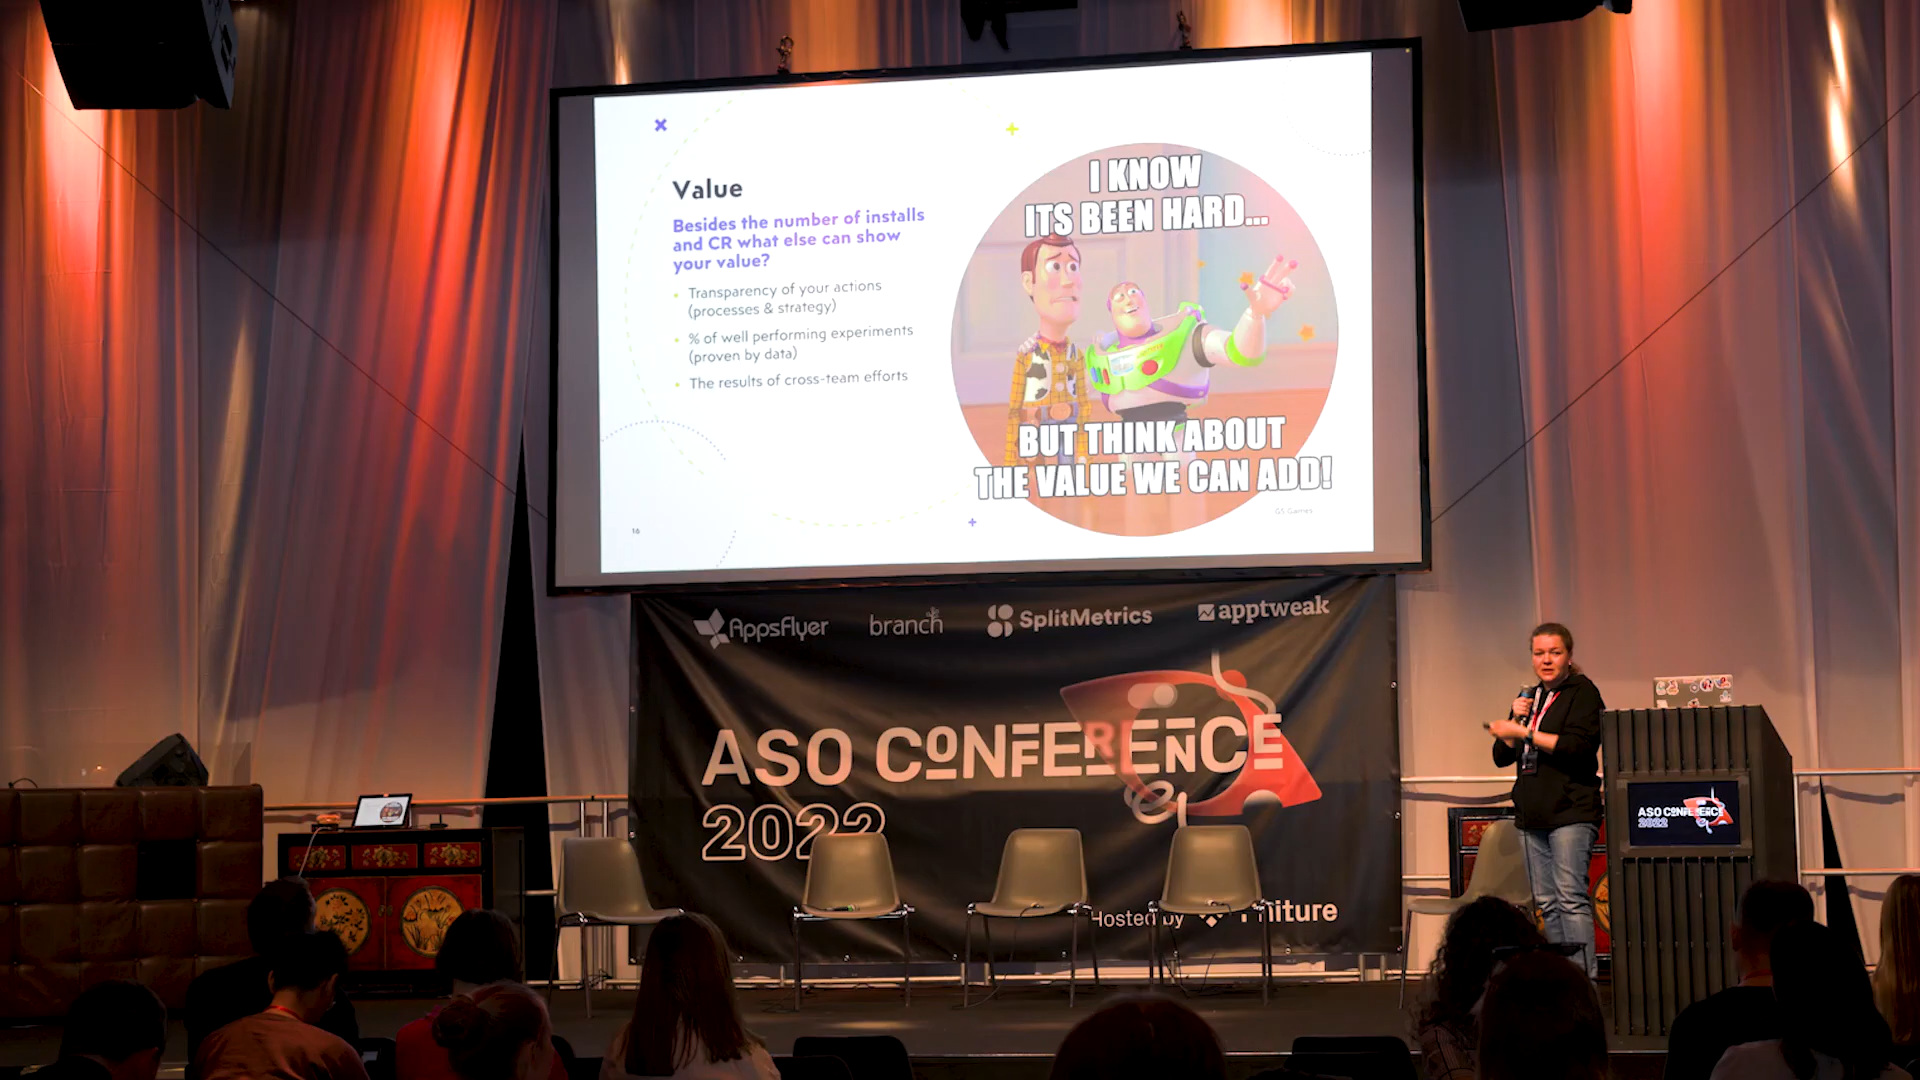 Value
Besides the number of installs
and CR what else can show
your value?
Transparency of your actions
(processes & strategy)
% of well performing experiments
(proven by data)
The results of cross-team efforts
16
I KNOW
ITS BEEN HARD...
BUT THINK ABOUT
THE VALUE WE CAN ADD!
G5 Games
AppsFlyer
branch
SplitMetrics
apptweak
ASO CONFERENCE
2022
Hosted by
ASO CONFERENCE
2022